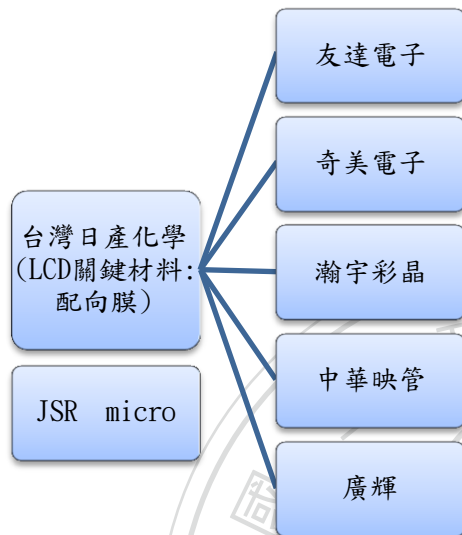 台灣日產化學
(LCD關鍵材料:
配向膜)
JSR micro
友達電子
奇美電子
瀚宇彩晶
中華映管
廣輝
國